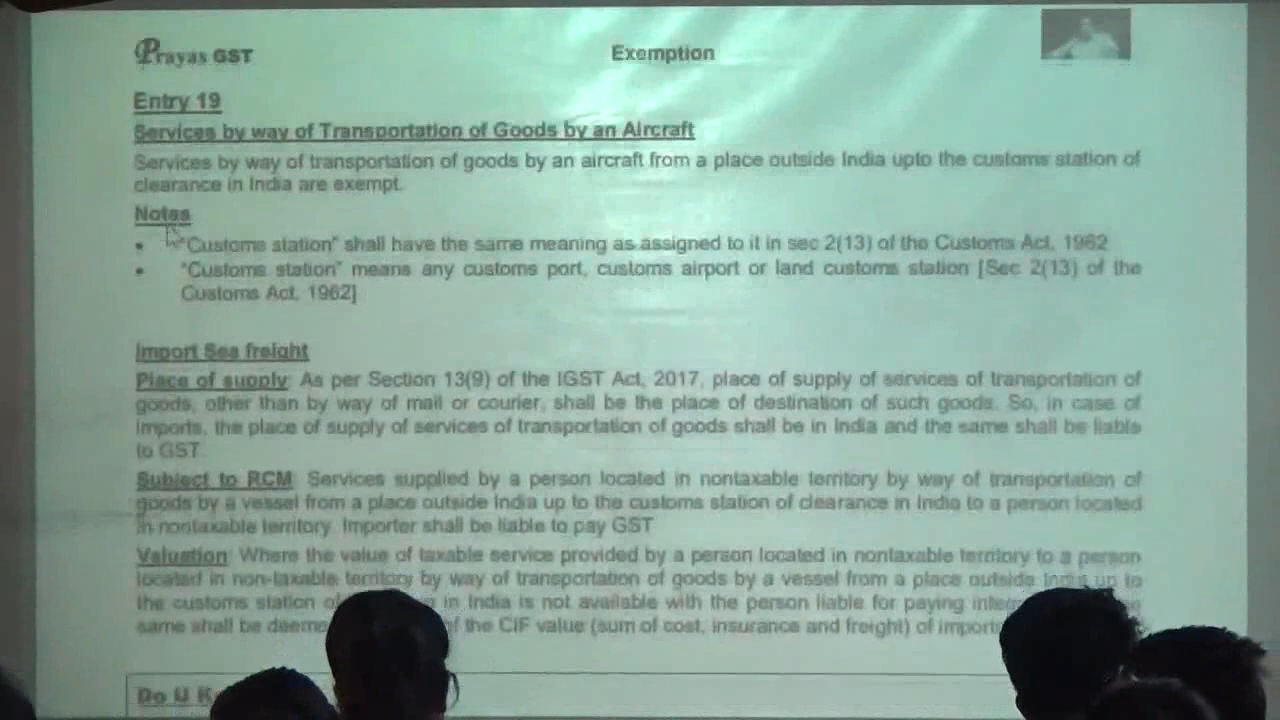 Prayas GST
Exemption
Entry 19
Services by way of Transportation of Goods by an Aircraft
Services by way of transportation of goods by an aircraft from a place outside India upto the customs station of
clearance in India are exempt.
Notes
• "Customs station" shall have the same meaning as assigned to it in sec 2(13) of the Customs Act, 1962
• "Customs station" means any customs port, customs airport or land customs station [Sec 2(13) of the
Customs Act, 1962]
Import Sea freight
Place of supply: As per Section 13(9) of the IGST Act, 2017, place of supply of services of transportation of
goods, other than by way of mail or courier, shall be the place of destination of such goods. So, in case of
imports, the place of supply of services of transportation of goods shall be in India and the same shall be liable
to GST.
Subject to RCM: Services supplied by a person located in nontaxable territory by way of transportation of
goods by a vessel from a place outside India up to the customs station of clearance in India to a person located
in nontaxable territory. Importer shall be liable to pay GST
Valuation: Where the value of taxable service provided by a person located in nontaxable territory to a person
located in non-taxable territory by way of transportation of goods by a vessel from a place outside India up to
the customs station in India is not available with the person liable for paying
same shall be of the CIF value (sum of cost, insurance and freight) of
Do U